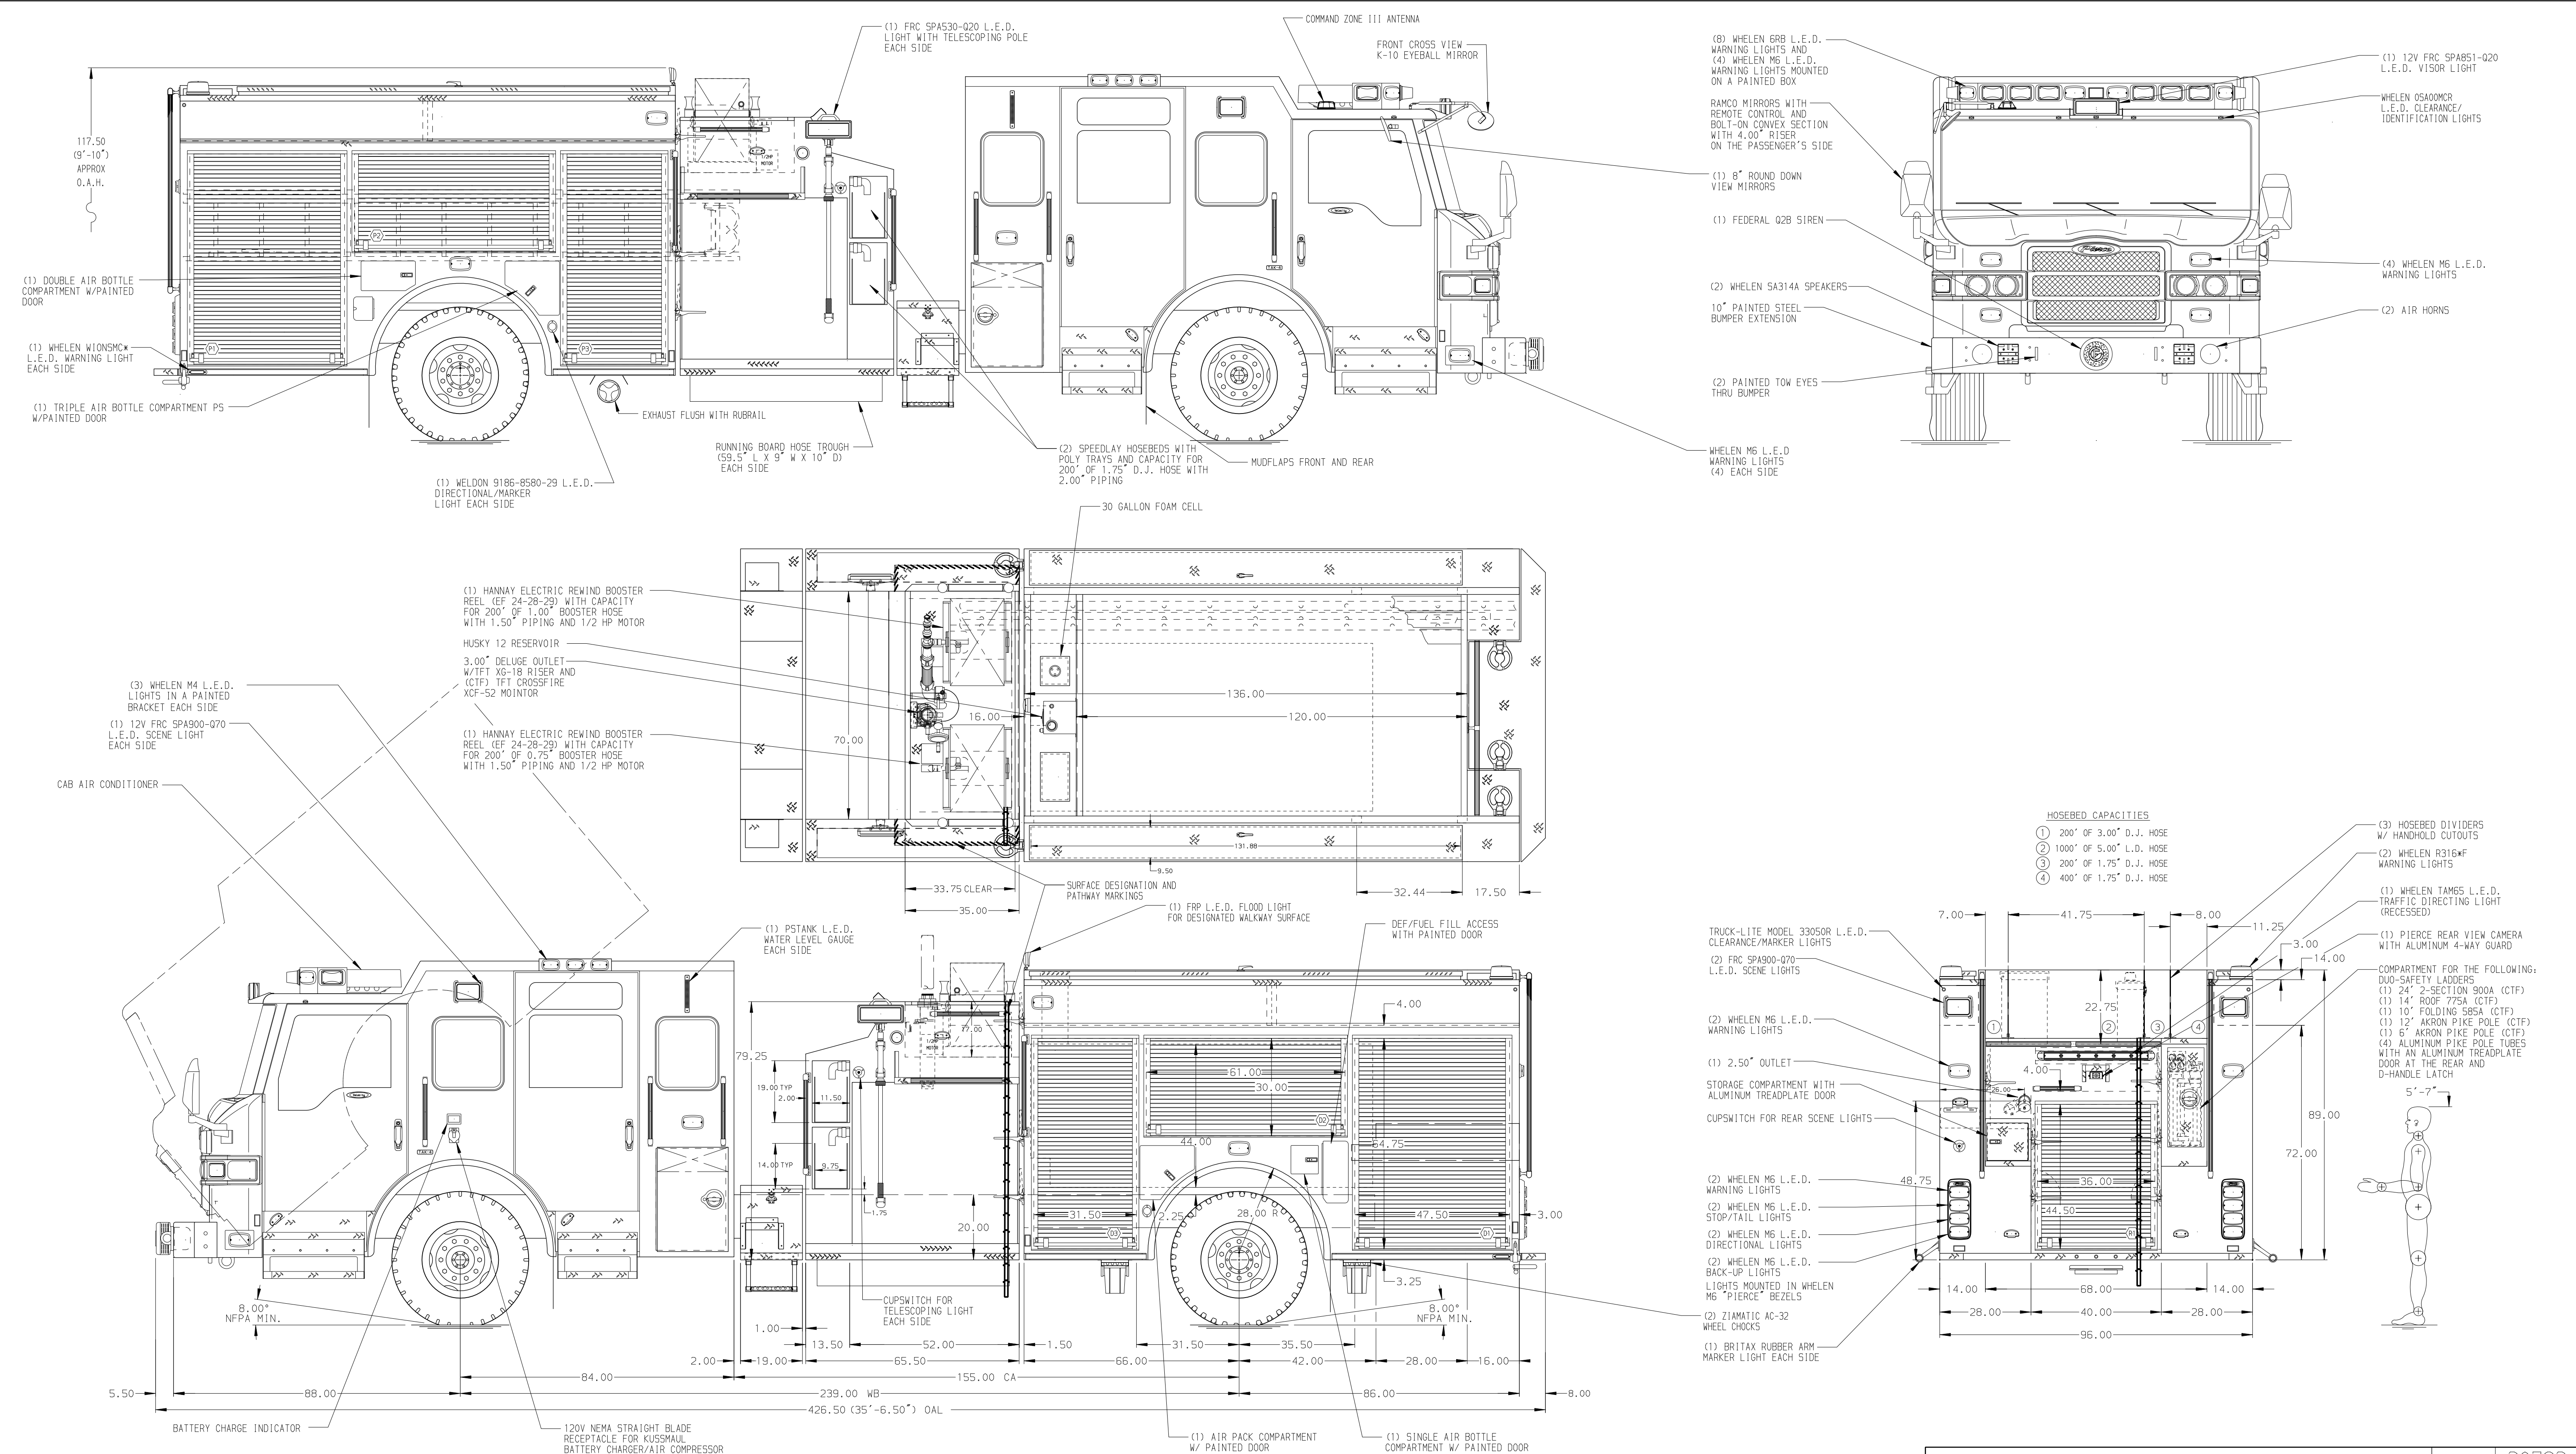 (1) FRC SPA530-Q20 L.E.D.
LIGHT WITH TELESCOPING POLE
EACH SIDE
COMMAND ZONE III ANTENNA
FRONT CROSS VIEW
K-10 EYEBALL MIRROR
117.50
(9'-10")
APPROX
O.A.H.
1/2HP
MOTOR
P2
P1
P3
TAK-4
(1) DOUBLE AIR BOTTLE
COMPARTMENT W/PAINTED
DOOR
(1) WHELEN WIONSMC*
L.E.D. WARNING LIGHT
EACH SIDE
(1) TRIPLE AIR BOTTLE COMPARTMENT PS
W/PAINTED DOOR
(1) WELDON 9186-8580-29 L.E.D.
DIRECTIONAL/MARKER
LIGHT EACH SIDE
EXHAUST FLUSH WITH RUBRAIL
RUNNING BOARD HOSE TROUGH
(59.5" L X 9" W X 10" D)
EACH SIDE
(2) SPEEDLAY HOSEBEDS WITH
POLY TRAYS AND CAPACITY FOR
200' OF 1.75" D.J. HOSE WITH
2.00" PIPING
MUDFLAPS FRONT AND REAR
(8) WHELEN 6RB L.E.D.
WARNING LIGHTS AND
(4) WHELEN M6 L.E.D.
WARNING LIGHTS MOUNTED
ON A PAINTED BOX
RAMCO MIRRORS WITH
REMOTE CONTROL AND
BOLT-ON CONVEX SECTION
WITH 4.00" RISER
ON THE PASSENGER'S SIDE
(1) 8" ROUND DOWN
VIEW MIRRORS
(1) FEDERAL Q2B SIREN
(2) WHELEN SA314A SPEAKERS
10" PAINTED STEEL
BUMPER EXTENSION
(2) PAINTED TOW EYES
THRU BUMPER
WHELEN M6 L.E.D
WARNING LIGHTS
(4) EACH SIDE
(1) 12V FRC SPA851-Q20
L.E.D. VISOR LIGHT
WHELEN OSA00MCR
L.E.D. CLEARANCE/
IDENTIFICATION LIGHTS
(4) WHELEN M6 L.E.D.
WARNING LIGHTS
(2) AIR HORNS
Pierce
30 GALLON FOAM CELL
(1) HANNAY ELECTRIC REWIND BOOSTER
REEL (EF 24-28-29) WITH CAPACITY
FOR 200' OF 1.00" BOOSTER HOSE
WITH 1.50" PIPING AND 1/2 HP MOTOR
HUSKY 12 RESERVOIR
3.00" DELUGE OUTLET
W/TFT XG-18 RISER AND
(CTF) TFT CROSSFIRE
XCF-52 MOINTOR
(1) HANNAY ELECTRIC REWIND BOOSTER
REEL (EF 24-28-29) WITH CAPACITY
FOR 200' OF 0.75" BOOSTER HOSE
WITH 1.50" PIPING AND 1/2 HP MOTOR
136.00
16.00
120.00
70.00
131.88
9.50
33.75 CLEAR
35.00
32.44
17.50
SURFACE DESIGNATION AND
PATHWAY MARKINGS
(3) WHELEN M4 L.E.D.
LIGHTS IN A PAINTED
BRACKET EACH SIDE
(1) 12V FRC SPA900-Q70
L.E.D. SCENE LIGHT
EACH SIDE
CAB AIR CONDITIONER
(1) PSTANK L.E.D.
WATER LEVEL GAUGE
EACH SIDE
(1) FRP L.E.D. FLOOD LIGHT
FOR DESIGNATED WALKWAY SURFACE
DEF/FUEL FILL ACCESS
WITH PAINTED DOOR
79.25
17.00
1/2HP
MOTOR
19.00 TYP
2.00
11.50
14.00 TYP
9.75
1.75
20.00
4.00
61.00
30.00
44.00
D2
54.75
31.50
D3
2.25
28.00 R
47.50
D1
3.00
3.25
TAK-4
CUPSWITCH FOR
TELESCOPING LIGHT
EACH SIDE
8.00°
NFPA MIN.
8.00°
NFPA MIN.
1.00
13.50
52.00
1.50
31.50
35.50
2.00
19.00
65.50
66.00
42.00
28.00
16.00
84.00
155.00 CA
5.50
88.00
239.00 WB
86.00
8.00
426.50 (35'-6.50") OAL
BATTERY CHARGE INDICATOR
120V NEMA STRAIGHT BLADE
RECEPTACLE FOR KUSSMAUL
BATTERY CHARGER/AIR COMPRESSOR
(1) AIR PACK COMPARTMENT
W/ PAINTED DOOR
(1) SINGLE AIR BOTTLE
COMPARTMENT W/ PAINTED DOOR
HOSEBED CAPACITIES
1 200' OF 3.00" D.J. HOSE
2 1000' OF 5.00" L.D. HOSE
3 200' OF 1.75" D.J. HOSE
4 400' OF 1.75" D.J. HOSE
(3) HOSEBED DIVIDERS
W/ HANDHOLD CUTOUTS
(2) WHELEN R316*F
WARNING LIGHTS
(1) WHELEN TAM65 L.E.D.
TRAFFIC DIRECTING LIGHT
(RECESSED)
(1) PIERCE REAR VIEW CAMERA
WITH ALUMINUM 4-WAY GUARD
COMPARTMENT FOR THE FOLLOWING:
DUO-SAFETY LADDERS
(1) 24' 2-SECTION 900A (CTF)
(1) 14' ROOF 775A (CTF)
(1) 10' FOLDING 585A (CTF)
(1) 12' AKRON PIKE POLE (CTF)
(1) 6' AKRON PIKE POLE (CTF)
(4) ALUMINUM PIKE POLE TUBES
WITH AN ALUMINUM TREADPLATE
DOOR AT THE REAR AND
D-HANDLE LATCH
TRUCK-LITE MODEL 33050R L.E.D.
CLEARANCE/MARKER LIGHTS
(2) FRC SPA900-Q70
L.E.D. SCENE LIGHTS
(2) WHELEN M6 L.E.D.
WARNING LIGHTS
(1) 2.50" OUTLET
STORAGE COMPARTMENT WITH
ALUMINUM TREADPLATE DOOR
CUPSWITCH FOR REAR SCENE LIGHTS
(2) WHELEN M6 L.E.D.
WARNING LIGHTS
(2) WHELEN M6 L.E.D.
STOP/TAIL LIGHTS
(2) WHELEN M6 L.E.D.
DIRECTIONAL LIGHTS
(2) WHELEN M6 L.E.D.
BACK-UP LIGHTS
LIGHTS MOUNTED IN WHELEN
M6 "PIERCE" BEZELS
(2) ZIAMATIC AC-32
WHEEL CHOCKS
(1) BRITAX RUBBER ARM
MARKER LIGHT EACH SIDE
7.00
41.75
8.00
11.25
3.00
14.00
22.75
1
2
3
4
4.00
26.00
48.75
36.00
44.50
R1
89.00
72.00
5'-7"
14.00
68.00
14.00
28.00
40.00
28.00
96.00